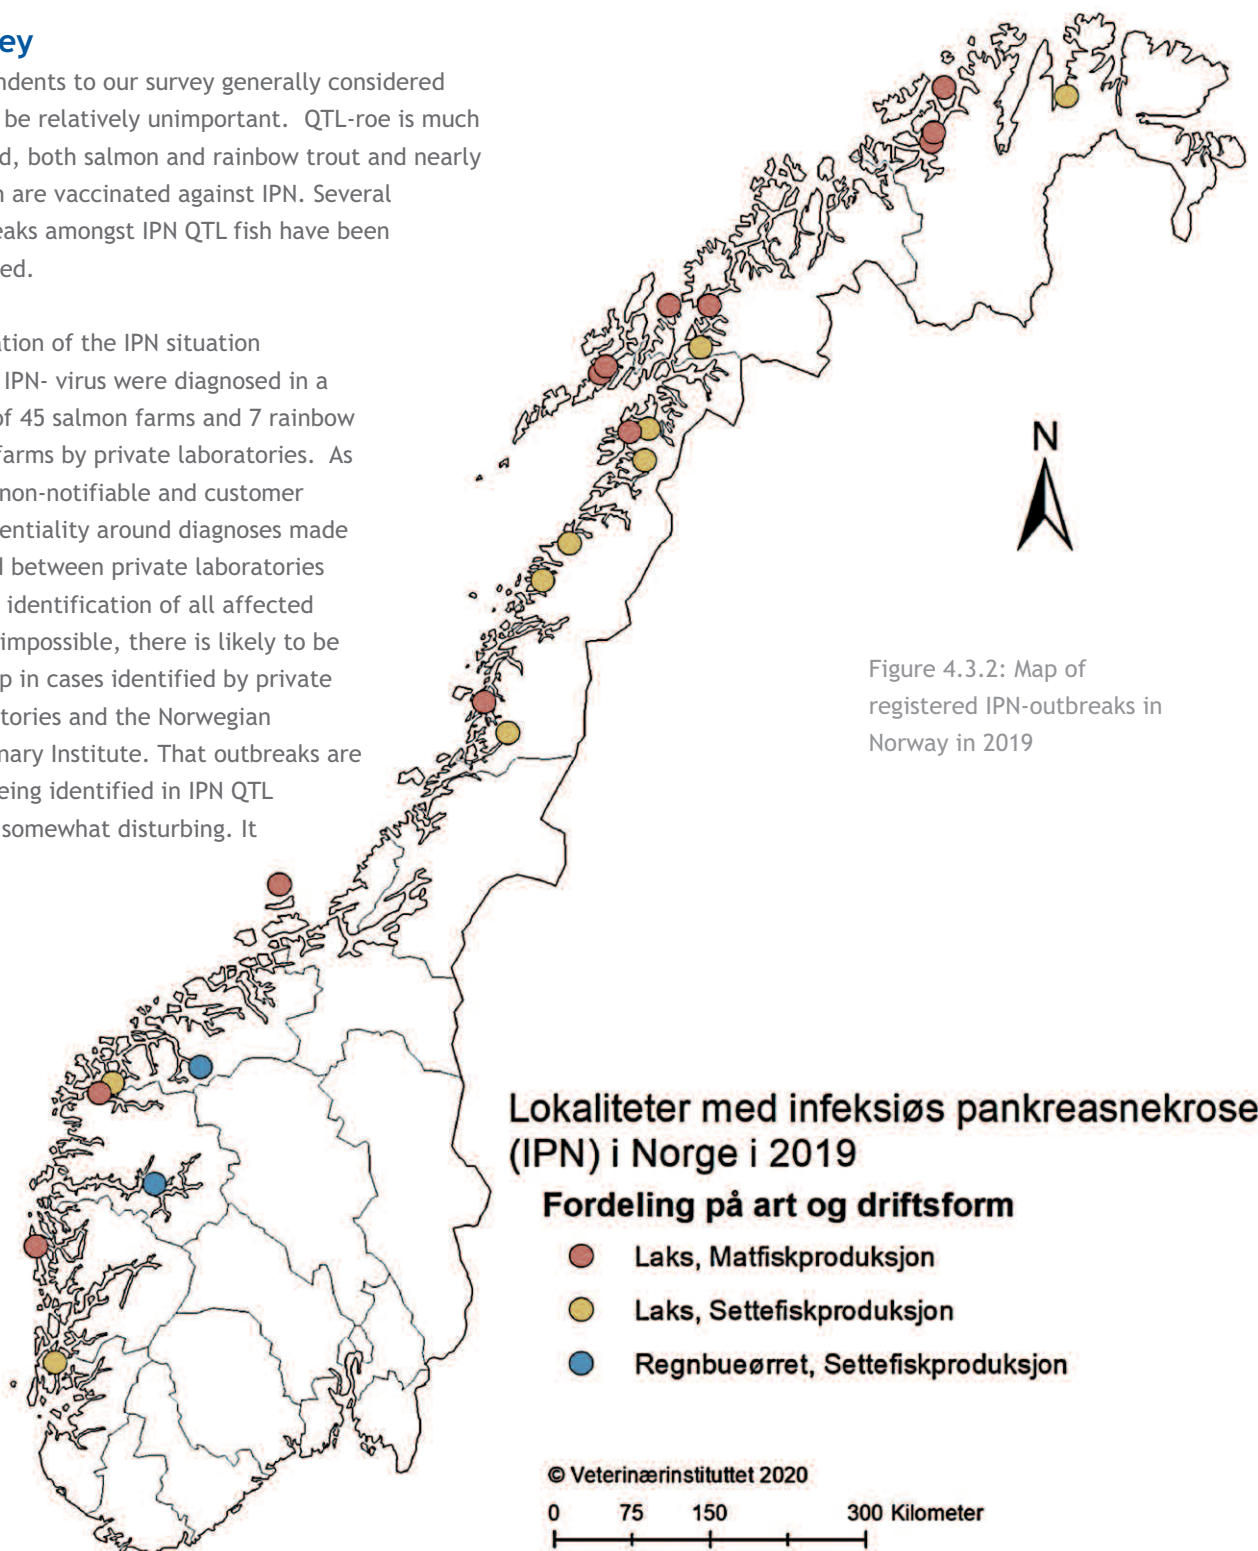 ey
ndents to our survey generally considered
be relatively unimportant. QTL-roe is much
d, both salmon and rainbow trout and nearly
n are vaccinated against IPN. Several
eaks amongst IPN QTL fish have been
ed.
ation of the IPN situation
IPN- virus were diagnosed in a
of 45 salmon farms and 7 rainbow
farms by private laboratories. As
non-notifiable and customer
entiality around diagnoses made
d between private laboratories
identification of all affected
impossible, there is likely to be
p in cases identified by private
tories and the Norwegian
inary Institute. That outbreaks are
eing identified in IPN QTL
somewhat disturbing. It
N
Figure 4.3.2: Map of
registered IPN-outbreaks in
Norway in 2019
Lokaliteter med infeksiøs pankreasnekrose
(IPN) i Norge i 2019
Fordeling på art og driftsform
Laks, Matfiskproduksjon
Laks, Settefiskproduksjon
Regnbueørret, Settefiskproduksjon
© Veterinærinstituttet 2020
0 75 150 300 Kilometer